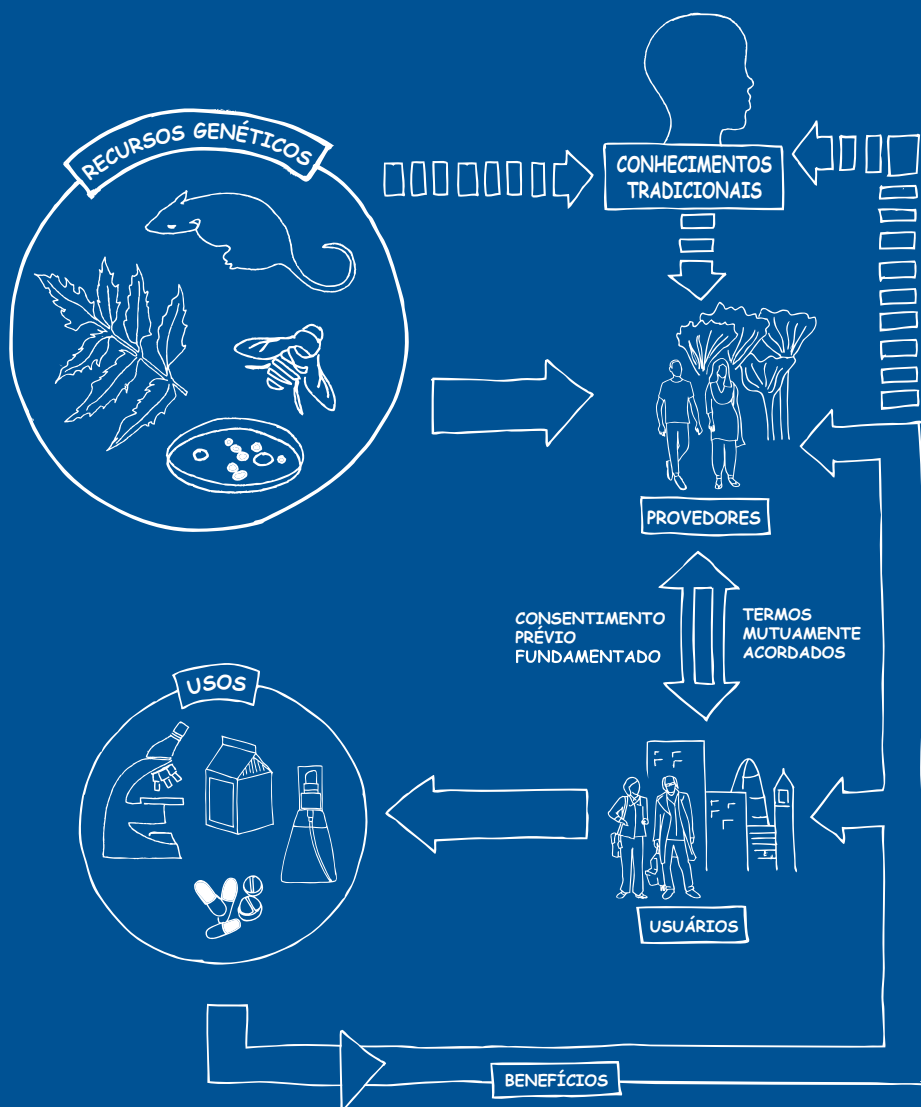 RECURSOS GENÉTICOS
CONHECIMENTOS
TRADICIONAIS
PROVEDORES
CONSENTIMENTO
PRÉVIO
FUNDAMENTADO
TERMOS
MUTUAMENTE
ACORDADOS
USOS
USUÁRIOS
BENEFÍCIOS